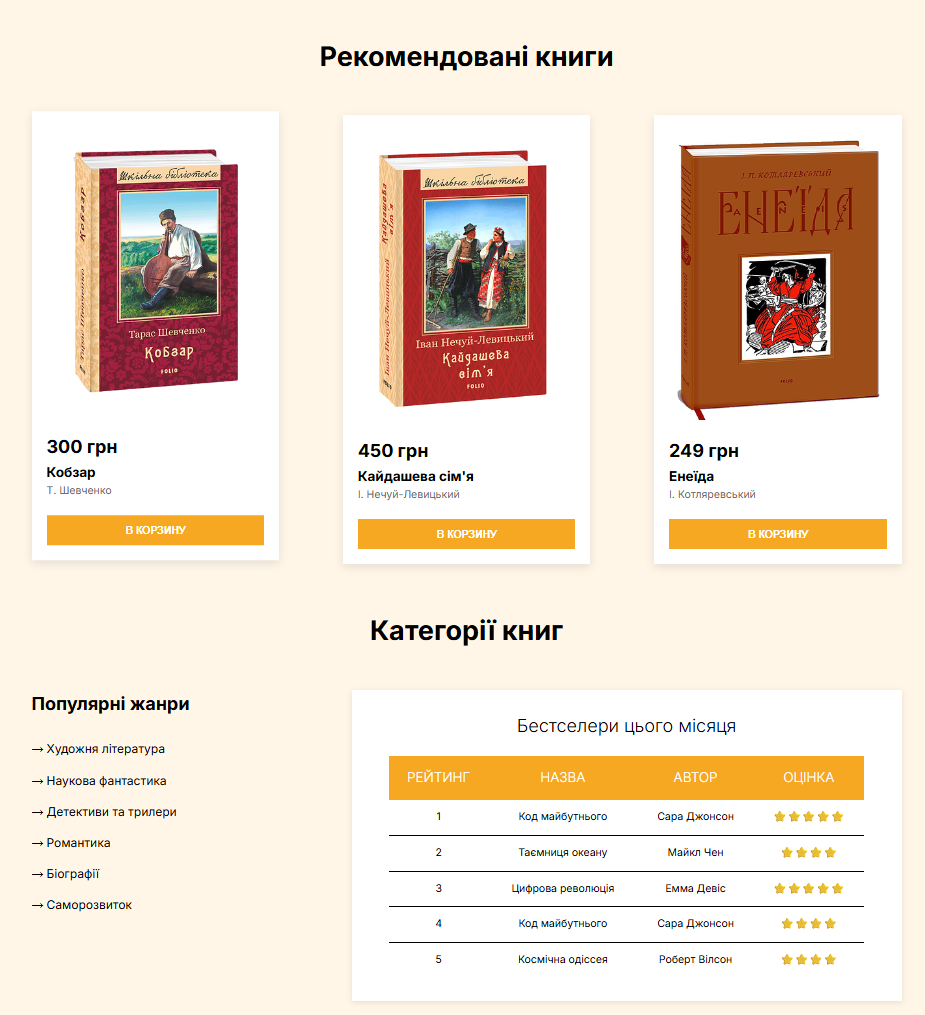 Рекомендовані книги
Шкільна бібліотека
Кобзар
Тарас Шевченко
Тарас Шевченко
Кобзар
FOLIO
300 грн
Кобзар
Т. Шевченко
В КОРЗИНУ
Шкільна бібліотека
Кайдашева сім'я
Іван Нечуй-Левицький
Іван Нечуй-Левицький
Кайдашева
сім'я
FOLIO
450 грн
Кайдашева сім'я
І. Нечуй-Левицький
В КОРЗИНУ
І. П. КОТЛЯРЕВСЬКИЙ
ЕНЕЇДА
AENEIS
ЕНЕЇДА
FOLIO
249 грн
Енеїда
І. Котляревський
В КОРЗИНУ
Категорії книг
Популярні жанри
→ Художня література
→ Наукова фантастика
→ Детективи та трилери
→ Романтика
→ Біографії
→ Саморозвиток
Бестселери цього місяця
РЕЙТИНГ НАЗВА АВТОР ОЦІНКА
1 Код майбутнього Сара Джонсон ⭐⭐⭐⭐⭐
2 Таємниця океану Майкл Чен ⭐⭐⭐⭐
3 Цифрова революція Емма Девіс ⭐⭐⭐⭐⭐
4 Код майбутнього Сара Джонсон ⭐⭐⭐⭐
5 Космічна одіссея Роберт Вілсон ⭐⭐⭐⭐